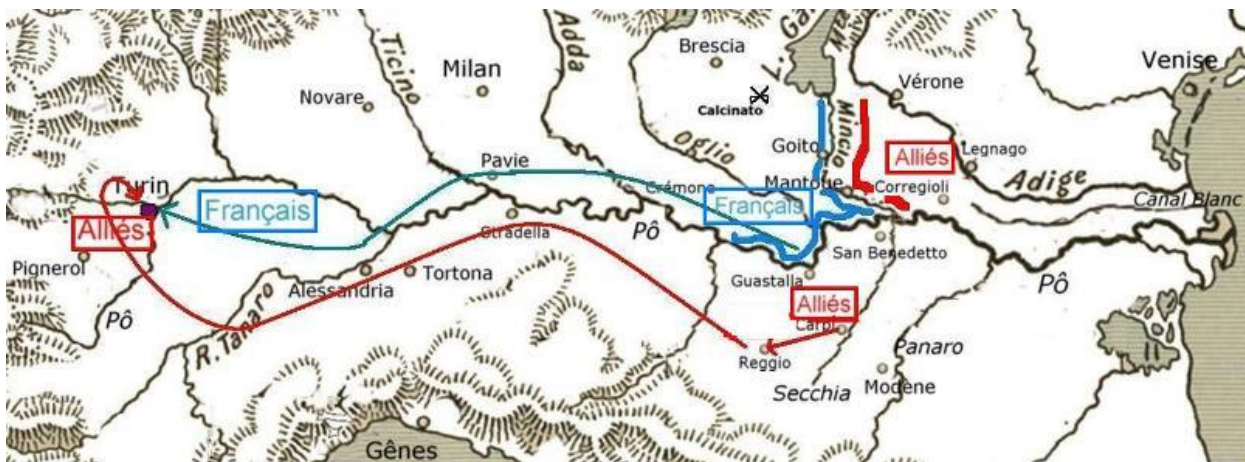 Brescia
L. Gar
Venise
Milan
Ticino
Adda
Vérone
Novare
Calcinato
Oglio
Mincio
Goito
Alliés
Legnago
Pavie
Mantoue
Corregioli
Adige
Turin
Crémone
Canal Blanc
Français
Français
Alliés
Stradella
Pô
San Benedetto
Pignerol
Tortona
Guastalla
Pô
Alessandria
Alliés
Pô
R. Tanaro
Carpi
Panaro
Reggio
Secchia
Modène
Gênes